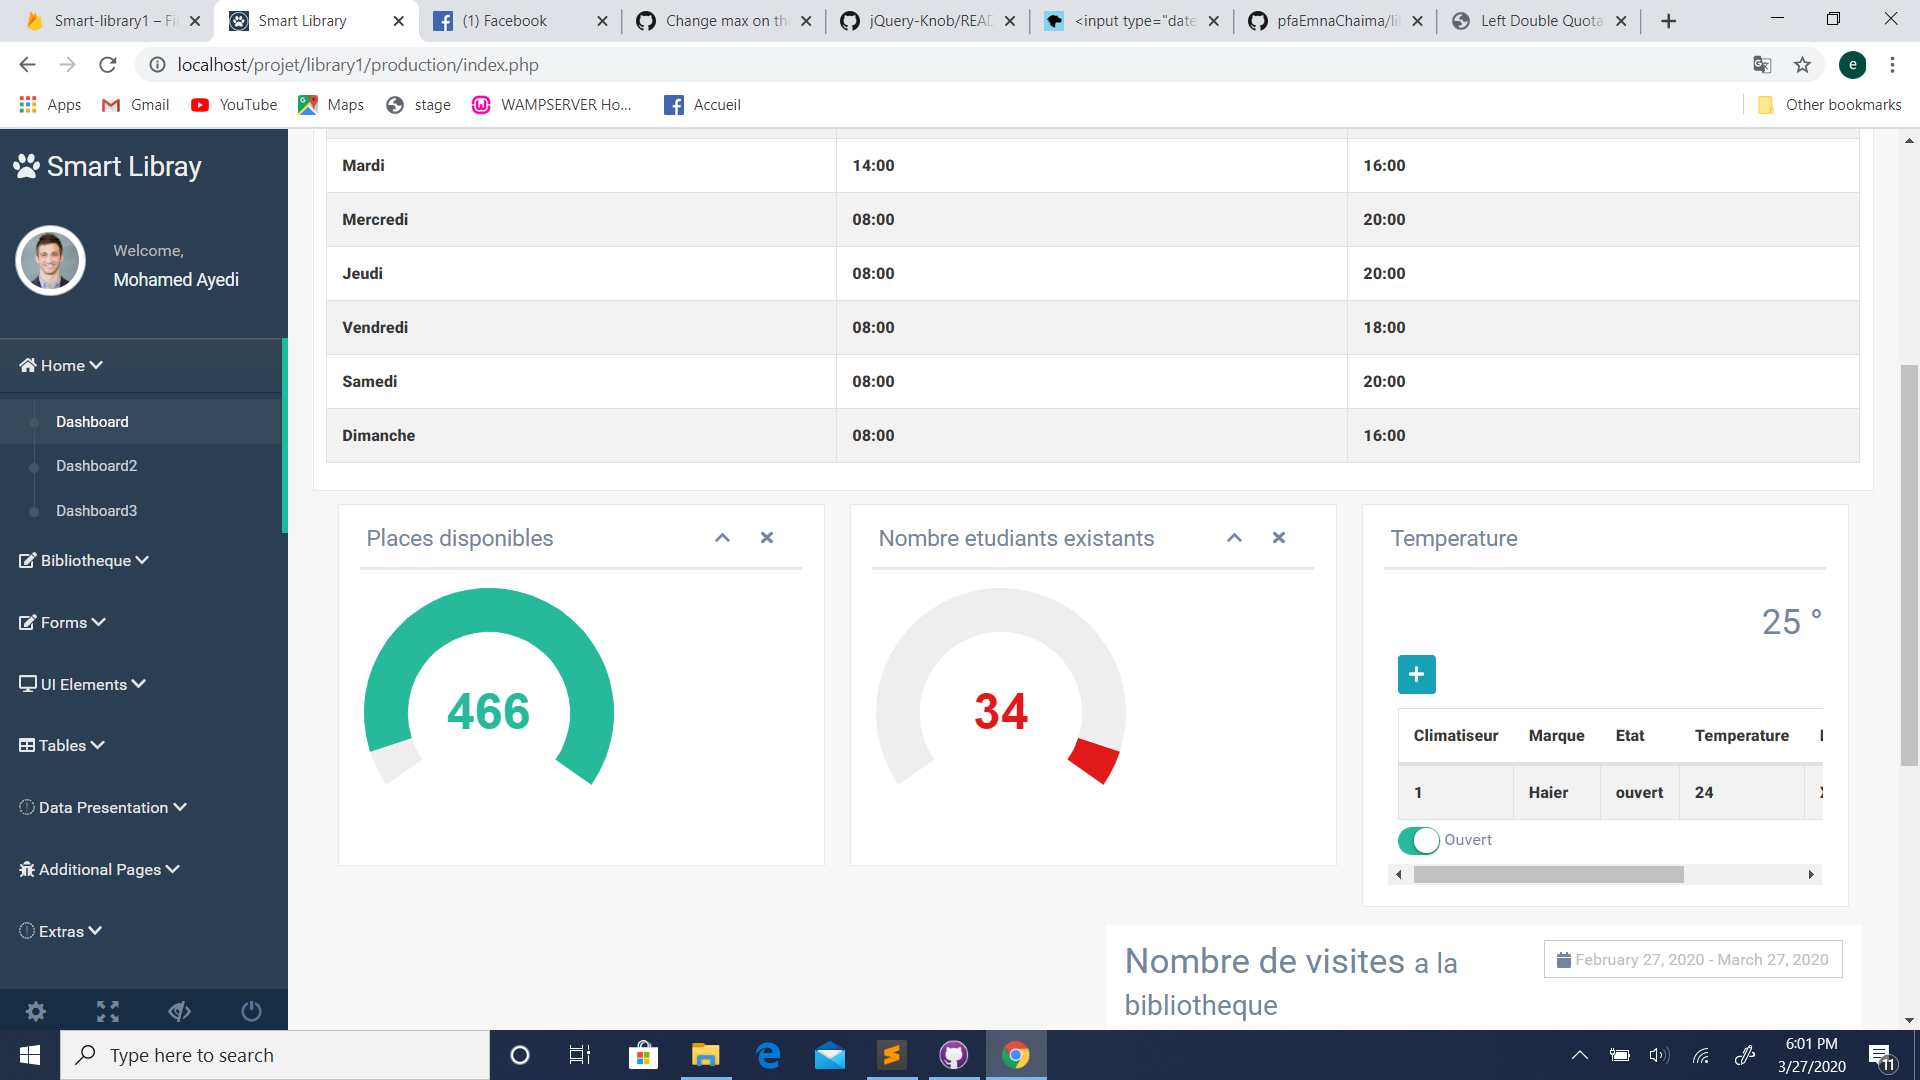 Smart-library1 – Fi
Smart Library
(1) Facebook
Change max on th
jQuery-Knob/READ
<input type="date
pfaEmnaChaima/li
Left Double Quota
localhost/projet/library1/production/index.php
e
Apps
Gmail
YouTube
Maps
stage
WAMPSERVER Ho...
Accueil
Other bookmarks
Smart Libray
Welcome,
Mohamed Ayedi
Home
Dashboard
Dashboard2
Dashboard3
Bibliotheque
Forms
UI Elements
Tables
Data Presentation
Additional Pages
Extras
Mardi 14:00 16:00
Mercredi 08:00 20:00
Jeudi 08:00 20:00
Vendredi 08:00 18:00
Samedi 08:00 20:00
Dimanche 08:00 16:00
Places disponibles
466
Nombre etudiants existants
34
Temperature
25 °
Climatiseur Marque Etat Temperature
1 Haier ouvert 24
Ouvert
Nombre de visites a la
bibliotheque
February 27, 2020 - March 27, 2020
Type here to search
6:01 PM
3/27/2020
11